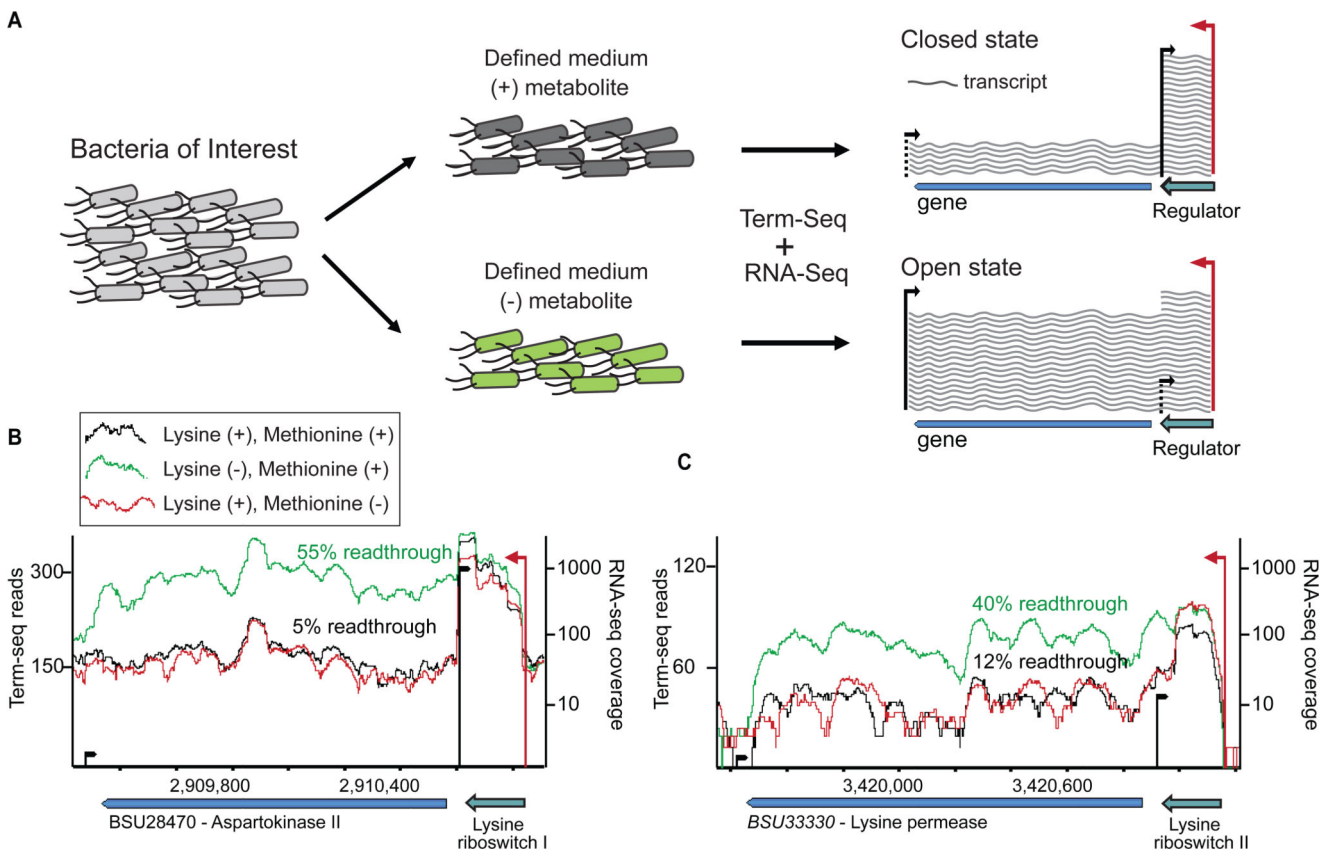 A
Bacteria of Interest
Defined medium
(+) metabolite
Defined medium
(-) metabolite
Term-Seq
+
RNA-Seq
Closed state
transcript
gene
Regulator
Open state
gene
Regulator
B
Lysine (+), Methionine (+)
Lysine (-), Methionine (+)
Lysine (+), Methionine (-)
Term-seq reads
300
150
55% readthrough
5% readthrough
1000
100
10
RNA-seq coverage
2,909,800
2,910,400
BSU28470 - Aspartokinase II
Lysine
riboswitch I
C
Term-seq reads
120
60
40% readthrough
12% readthrough
1000
100
10
RNA-seq coverage
3,420,000
3,420,600
BSU33330 - Lysine permease
Lysine
riboswitch II